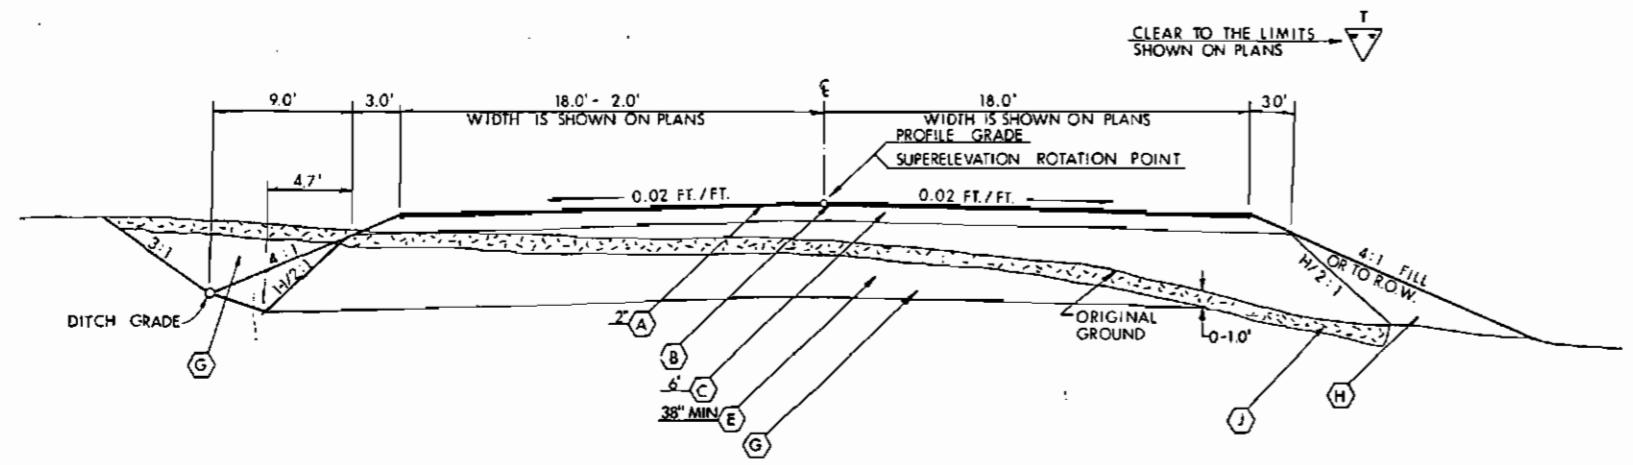 T
CLEAR TO THE LIMITS
SHOWN ON PLANS
℄
9.0'
3.0'
18.0' - 2.0'
WIDTH IS SHOWN ON PLANS
18.0'
WIDTH IS SHOWN ON PLANS
30'
PROFILE GRADE
SUPERELEVATION ROTATION POINT
4.7'
0.02 FT./FT.
0.02 FT./FT.
3:1
4:1
H/2:1
4:1 FILL
OR TO R.O.W.
H/2:1
DITCH GRADE
ORIGINAL
GROUND
0-1.0'
2" A
B
6" C
38" MIN E
G
G
H
J